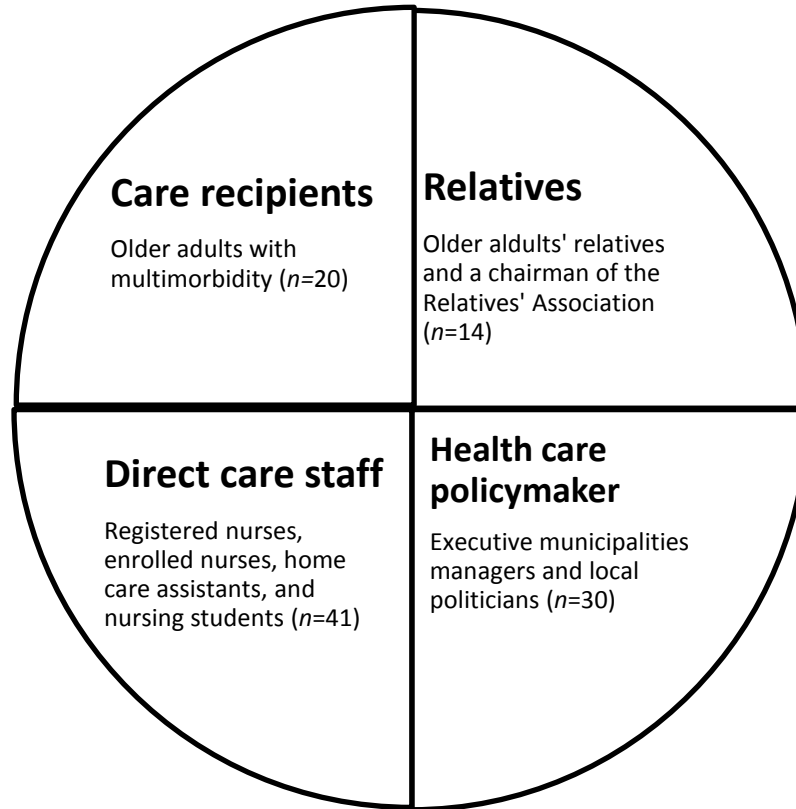 Care recipients
Older adults with
multimorbidity (n=20)
Relatives
Older aldults' relatives
and a chairman of the
Relatives' Association
(n=14)
Direct care staff
Registered nurses,
enrolled nurses, home
care assistants, and
nursing students (n=41)
Health care
policymaker
Executive municipalities
managers and local
politicians (n=30)